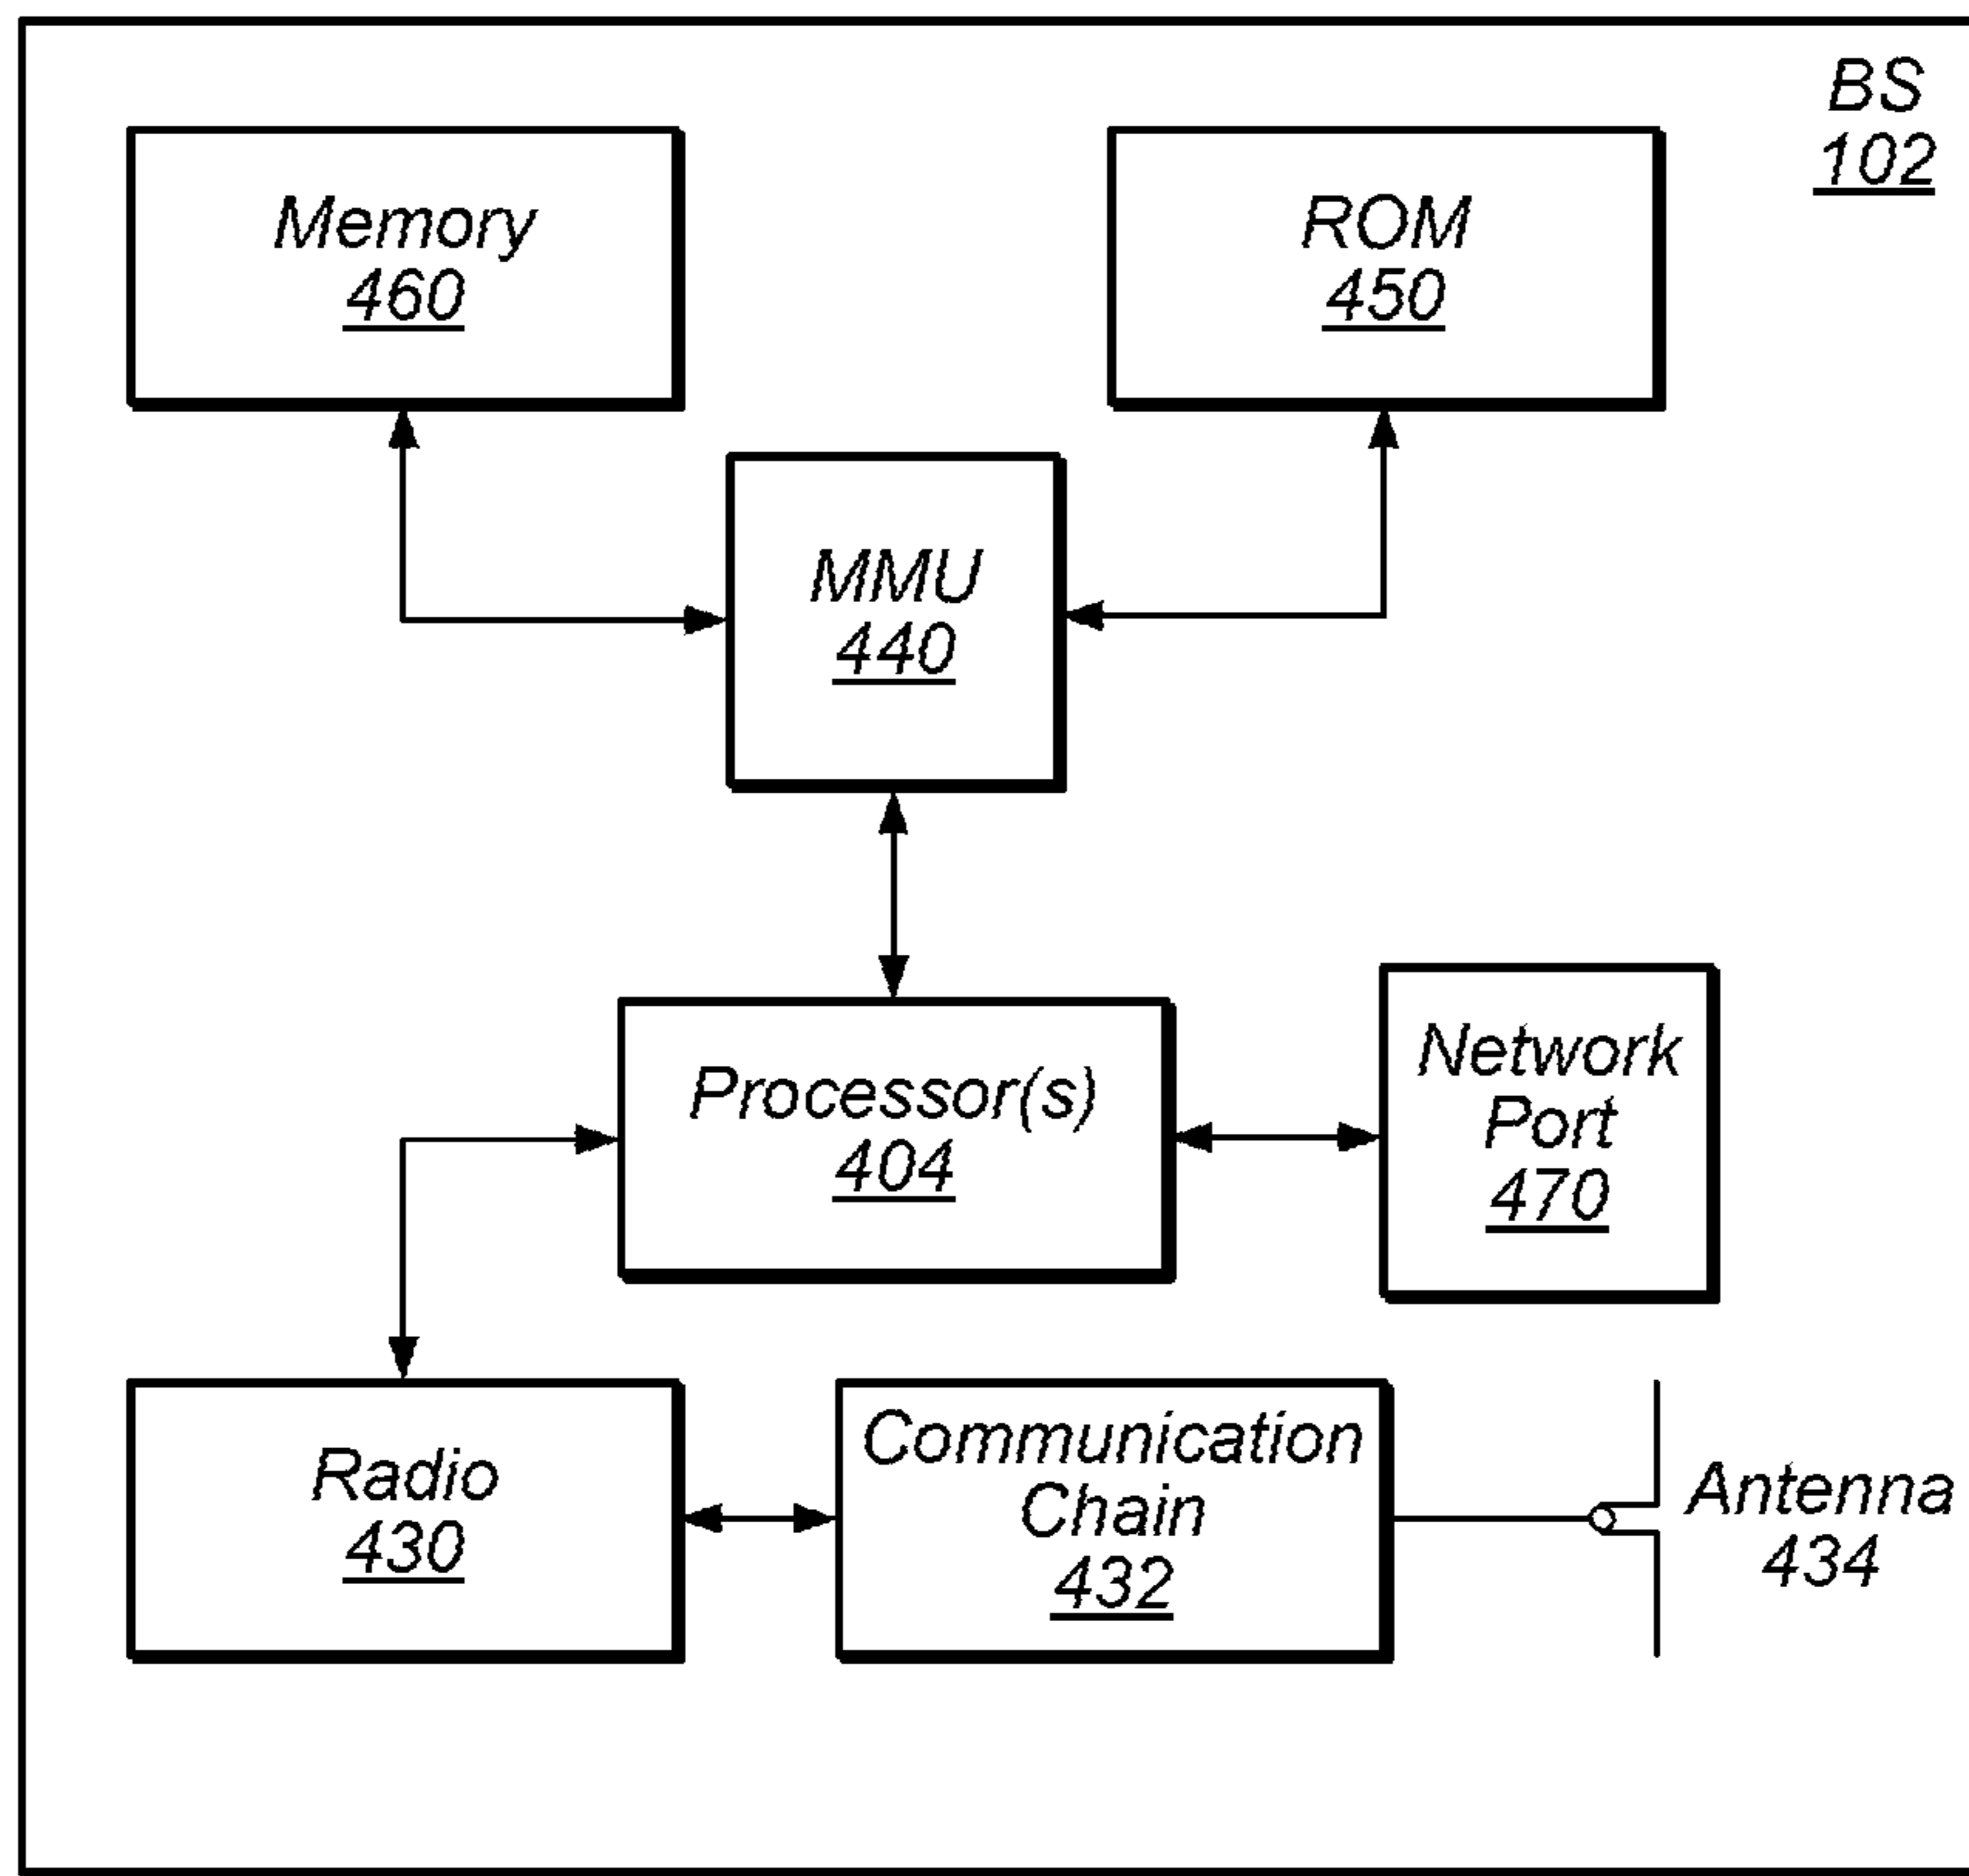 BS
102
Memory
460
ROM
450
MMU
440
Processor(s)
404
Network
Port
470
Radio
430
Communication
Chain
432
Antenna
434